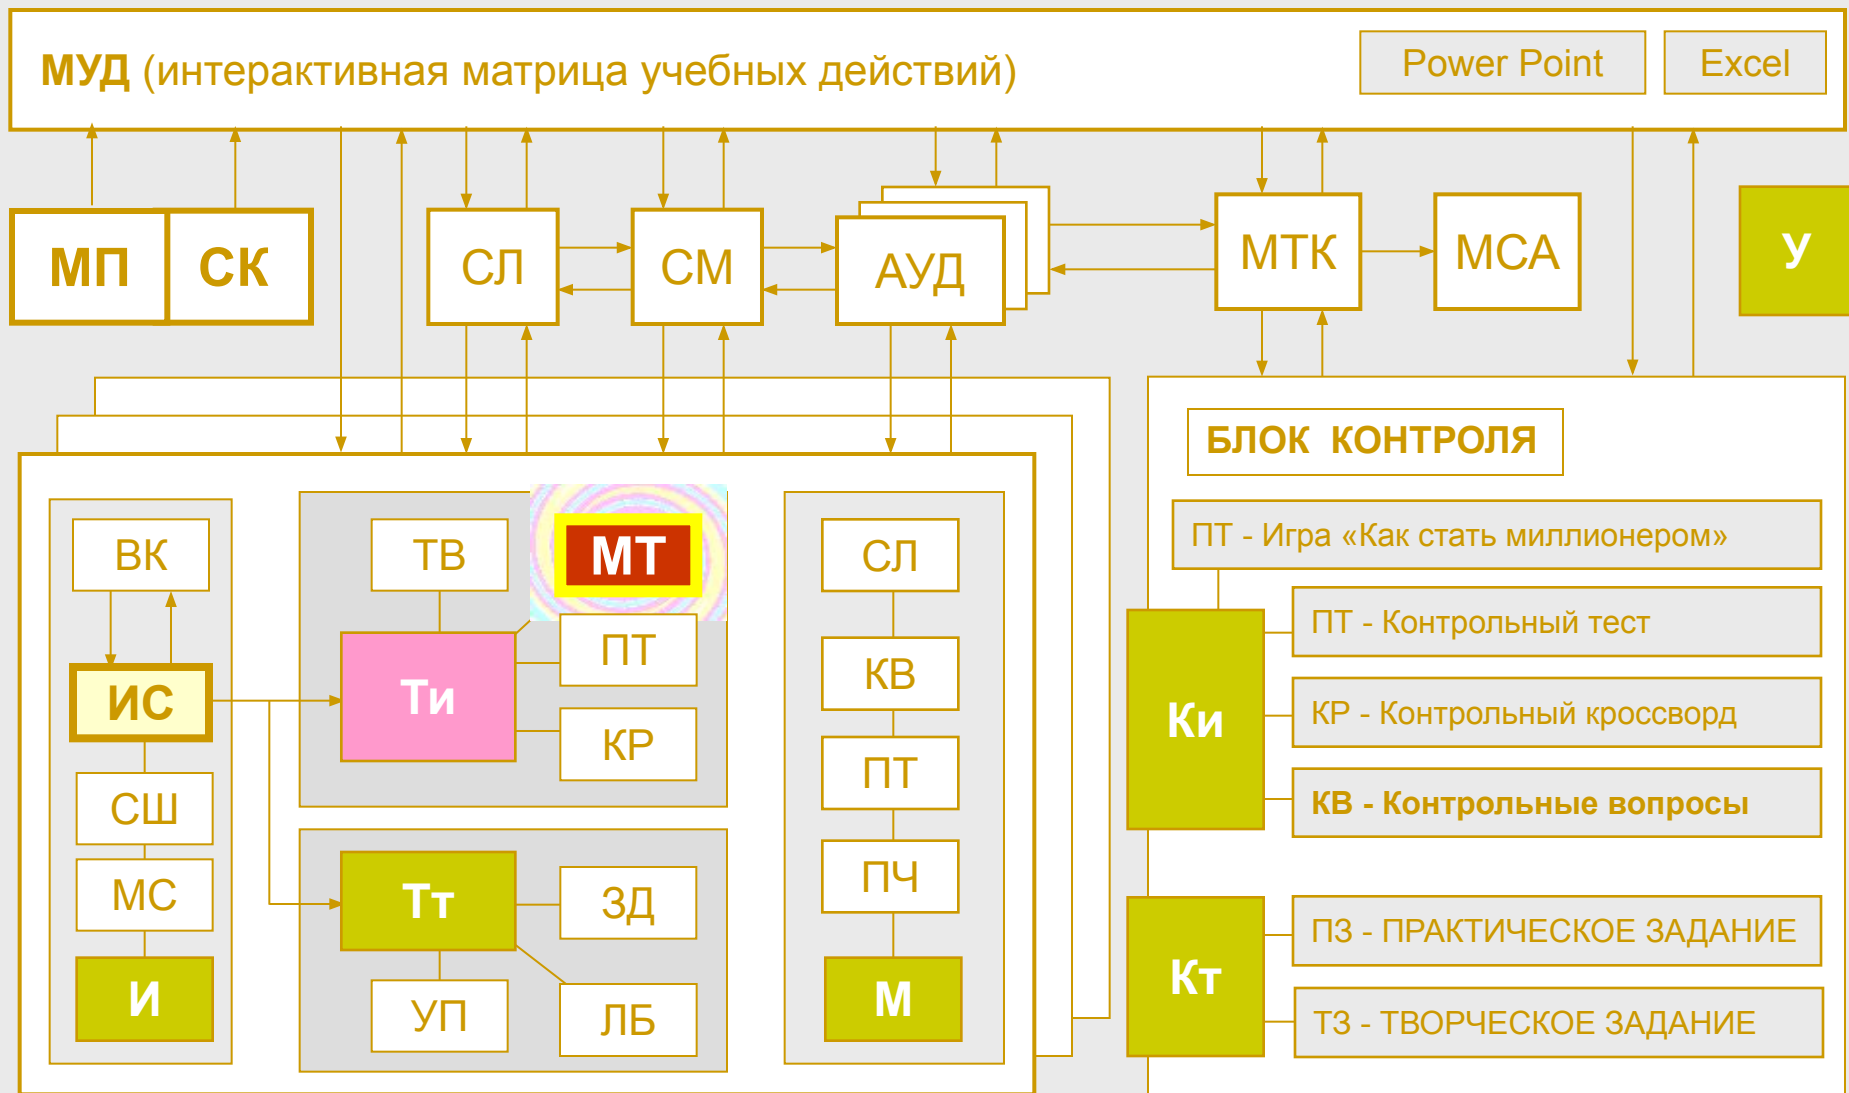 МУД (интерактивная матрица учебных действий)
Power Point
Excel
МП
СК
СЛ
СМ
АУД
МТК
МСА
У
БЛОК КОНТРОЛЯ
ВК
ИС
СШ
МС
И
ТВ
МТ
Ти
ПТ
КР
Тт
ЗД
УП
ЛБ
СЛ
КВ
ПТ
ПЧ
М
ПТ - Игра «Как стать миллионером»
Ки
ПТ - Контрольный тест
КР - Контрольный кроссворд
КВ - Контрольные вопросы
Кт
ПЗ - ПРАКТИЧЕСКОЕ ЗАДАНИЕ
ТЗ - ТВОРЧЕСКОЕ ЗАДАНИЕ